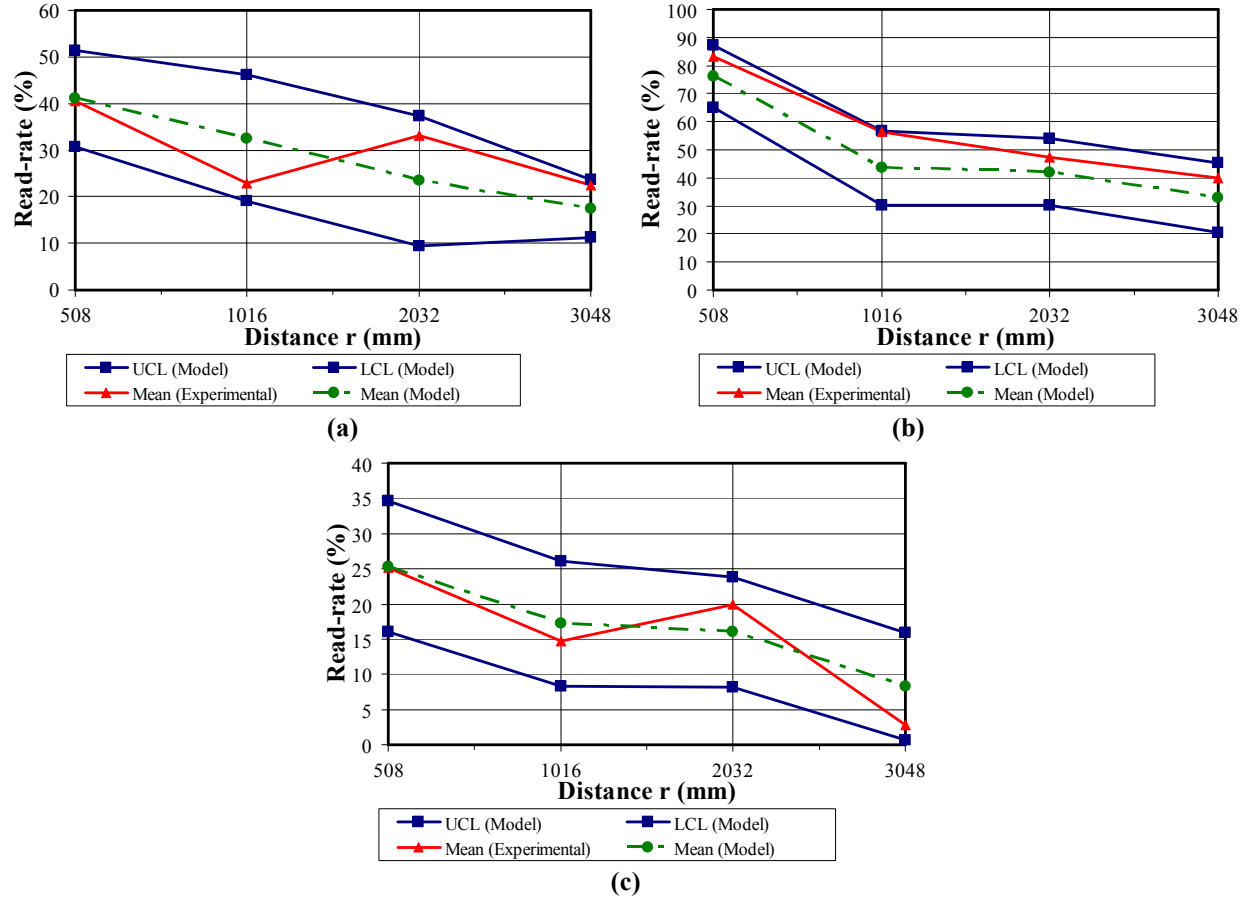 60
50
40
30
20
10
0
Read-rate (%)
508 1016 2032 3048
Distance r (mm)
UCL (Model) LCL (Model)
Mean (Experimental) Mean (Model)
(a)
100
90
80
70
60
50
40
30
20
10
0
Read-rate (%)
508 1016 2032 3048
Distance r (mm)
UCL (Model) LCL (Model)
Mean (Experimental) Mean (Model)
(b)
40
35
30
25
20
15
10
5
0
Read-rate (%)
508 1016 2032 3048
Distance r (mm)
UCL (Model) LCL (Model)
Mean (Experimental) Mean (Model)
(c)